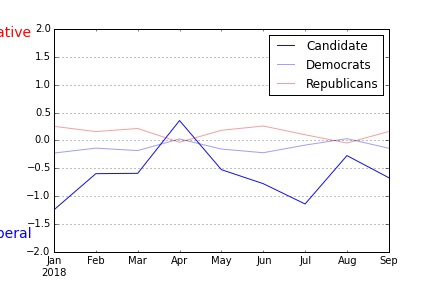 ative
2.0
1.5
1.0
0.5
0.0
−0.5
−1.0
−1.5
−2.0
beral
Candidate
Democrats
Republicans
Jan Feb Mar Apr May Jun Jul Aug Sep
2018